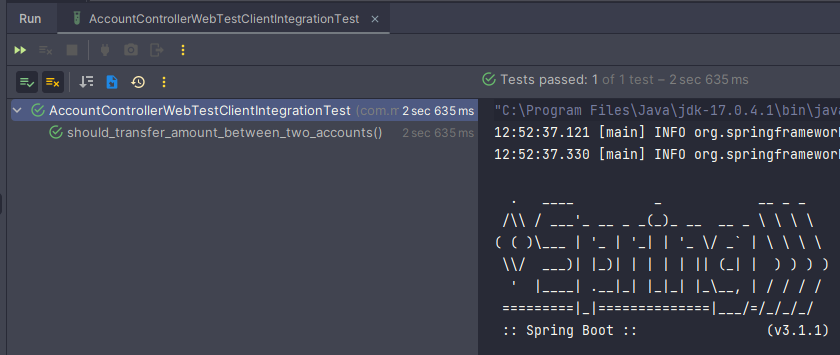 Run AccountControllerWebTestClientIntegrationTest
Tests passed: 1 of 1 test – 2 sec 635 ms
AccountControllerWebTestClientIntegrationTest (com.m 2 sec 635 ms
should_transfer_amount_between_two_accounts() 2 sec 635 ms
"C:\Program Files\Java\jdk-17.0.4.1\bin\java
12:52:37.121 [main] INFO org.springframework
12:52:37.330 [main] INFO org.springframework
  .   ____          _            __ _ _
 /\\ / ___'_ __ _ _(_)_ __  __ _ \ \ \ \
( ( )\___ | '_ | '_| | '_ \/ _` | \ \ \ \
 \\/  ___)| |_)| | | | | || (_| |  ) ) ) )
  '  |____| .__|_| |_|_| |_\__, | / / / /
 =========|_|==============|___/=/_/_/_/
 :: Spring Boot ::                (v3.1.1)